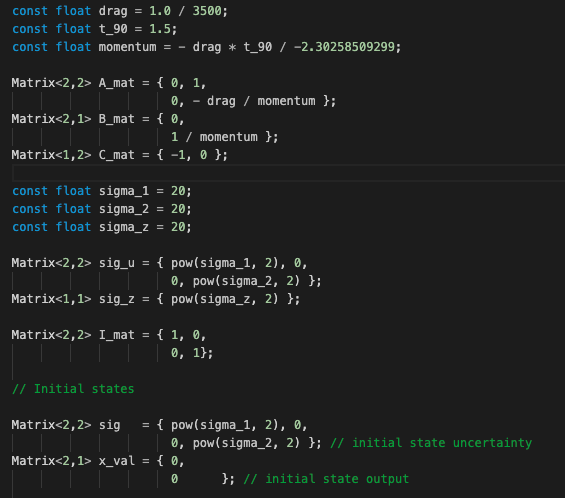 const float drag = 1.0 / 3500;
const float t_90 = 1.5;
const float momentum = - drag * t_90 / -2.30258509299;

Matrix<2,2> A_mat = { 0, 1,
                      0, - drag / momentum };
Matrix<2,1> B_mat = { 0,
                      1 / momentum };
Matrix<1,2> C_mat = { -1, 0 };

const float sigma_1 = 20;
const float sigma_2 = 20;
const float sigma_z = 20;

Matrix<2,2> sig_u = { pow(sigma_1, 2), 0,
                      0, pow(sigma_2, 2) };
Matrix<1,1> sig_z = { pow(sigma_z, 2) };

Matrix<2,2> I_mat = { 1, 0,
                      0, 1};

// Initial states

Matrix<2,2> sig   = { pow(sigma_1, 2), 0,
                      0, pow(sigma_2, 2) }; // initial state uncertainty
Matrix<2,1> x_val = { 0,
                      0      }; // initial state output